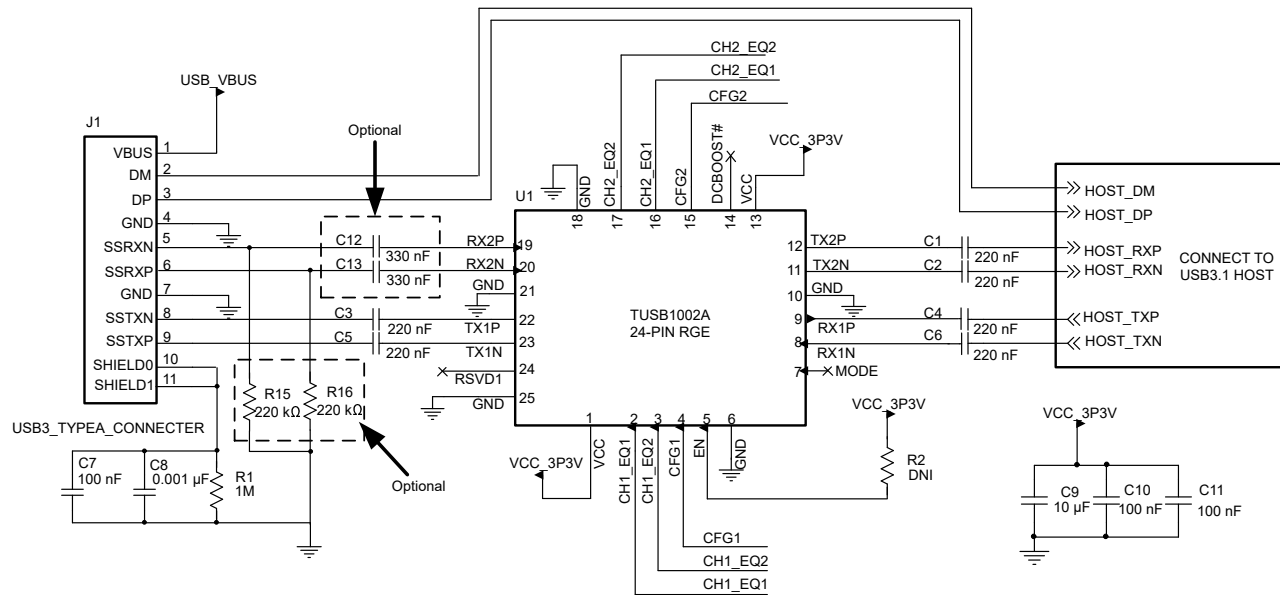 CH2_EQ2
CH2_EQ1
CFG2
USB_VBUS
J1
Optional
VCC_3P3V
VBUS 1
DM 2
DP 3
GND 4
SSRXN 5
SSRXP 6
GND 7
SSTXN 8
SSTXP 9
SHIELD0 10
SHIELD1 11
USB3_TYPEA_CONNECTER
C12
330 nF
C13
330 nF
C3
220 nF
C5
220 nF
R15
220 kΩ
R16
220 kΩ
Optional
C7
100 nF
C8
0.001 µF
R1
1M
U1
TUSB1002A
24-PIN RGE
GND
18
CH2_EQ2
17
CH2_EQ1
16
CFG2
15
DCBOOST#
14
VCC
13
RX2P 19
RX2N 20
GND 21
22
TX1P
23
TX1N
24
RSVD1
25
GND
12 TX2P
11 TX2N
10 GND
9 RX1P
8 RX1N
7 MODE
1
VCC
2
CH1_EQ1
3
CH1_EQ2
4
CFG1
5
EN
6
GND
VCC_3P3V
VCC_3P3V
R2
DNI
CFG1
CH1_EQ2
CH1_EQ1
C1
220 nF
C2
220 nF
C4
220 nF
C6
220 nF
HOST_DM
HOST_DP
HOST_RXP
HOST_RXN
HOST_TXP
HOST_TXN
CONNECT TO
USB3.1 HOST
VCC_3P3V
C9
10 µF
C10
100 nF
C11
100 nF